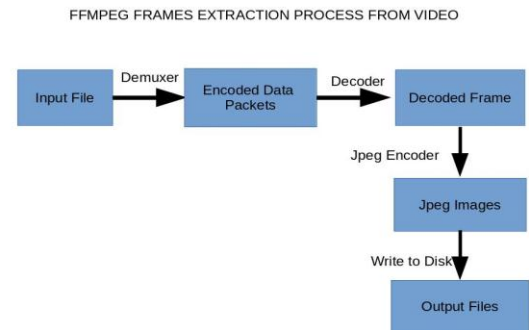 FFMPEG FRAMES EXTRACTION PROCESS FROM VIDEO
Input File
Demuxer
Encoded Data
Packets
Decoder
Decoded Frame
Jpeg Encoder
Jpeg Images
Write to Disk
Output Files